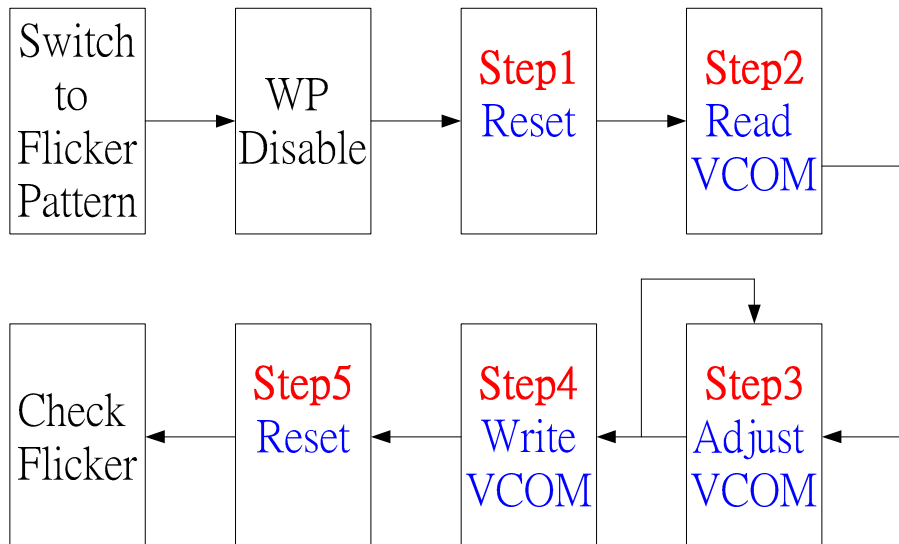 Switch
to
Flicker
Pattern
WP
Disable
Step1
Reset
Step2
Read
VCOM
Step3
Adjust
VCOM
Step4
Write
VCOM
Step5
Reset
Check
Flicker